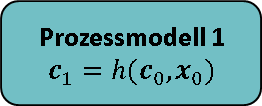 Prozessmodell 1
𝒄₁ = ℎ(𝒄₀, 𝒙₀)